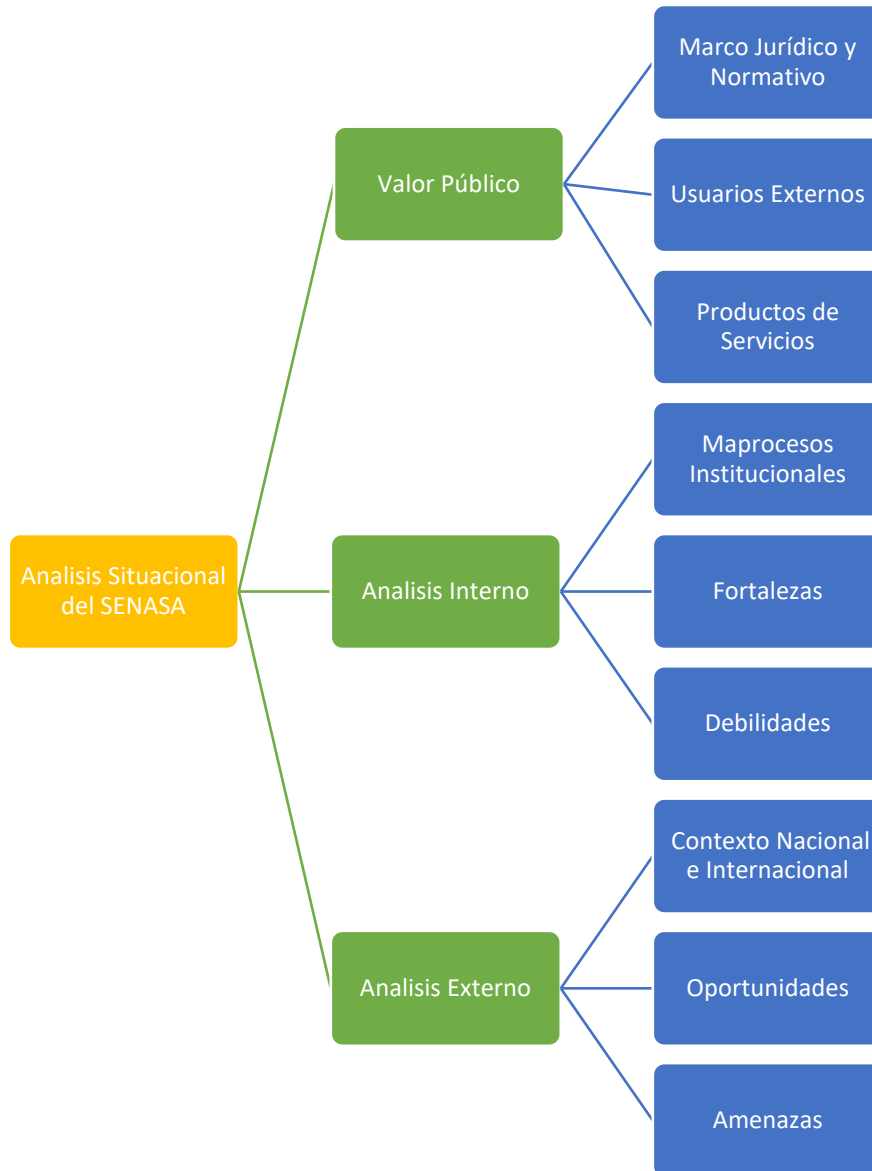 Analisis Situacional
del SENASA
Valor Público
Marco Jurídico y
Normativo
Usuarios Externos
Productos de
Servicios
Analisis Interno
Maprocesos
Institucionales
Fortalezas
Debilidades
Analisis Externo
Contexto Nacional
e Internacional
Oportunidades
Amenazas